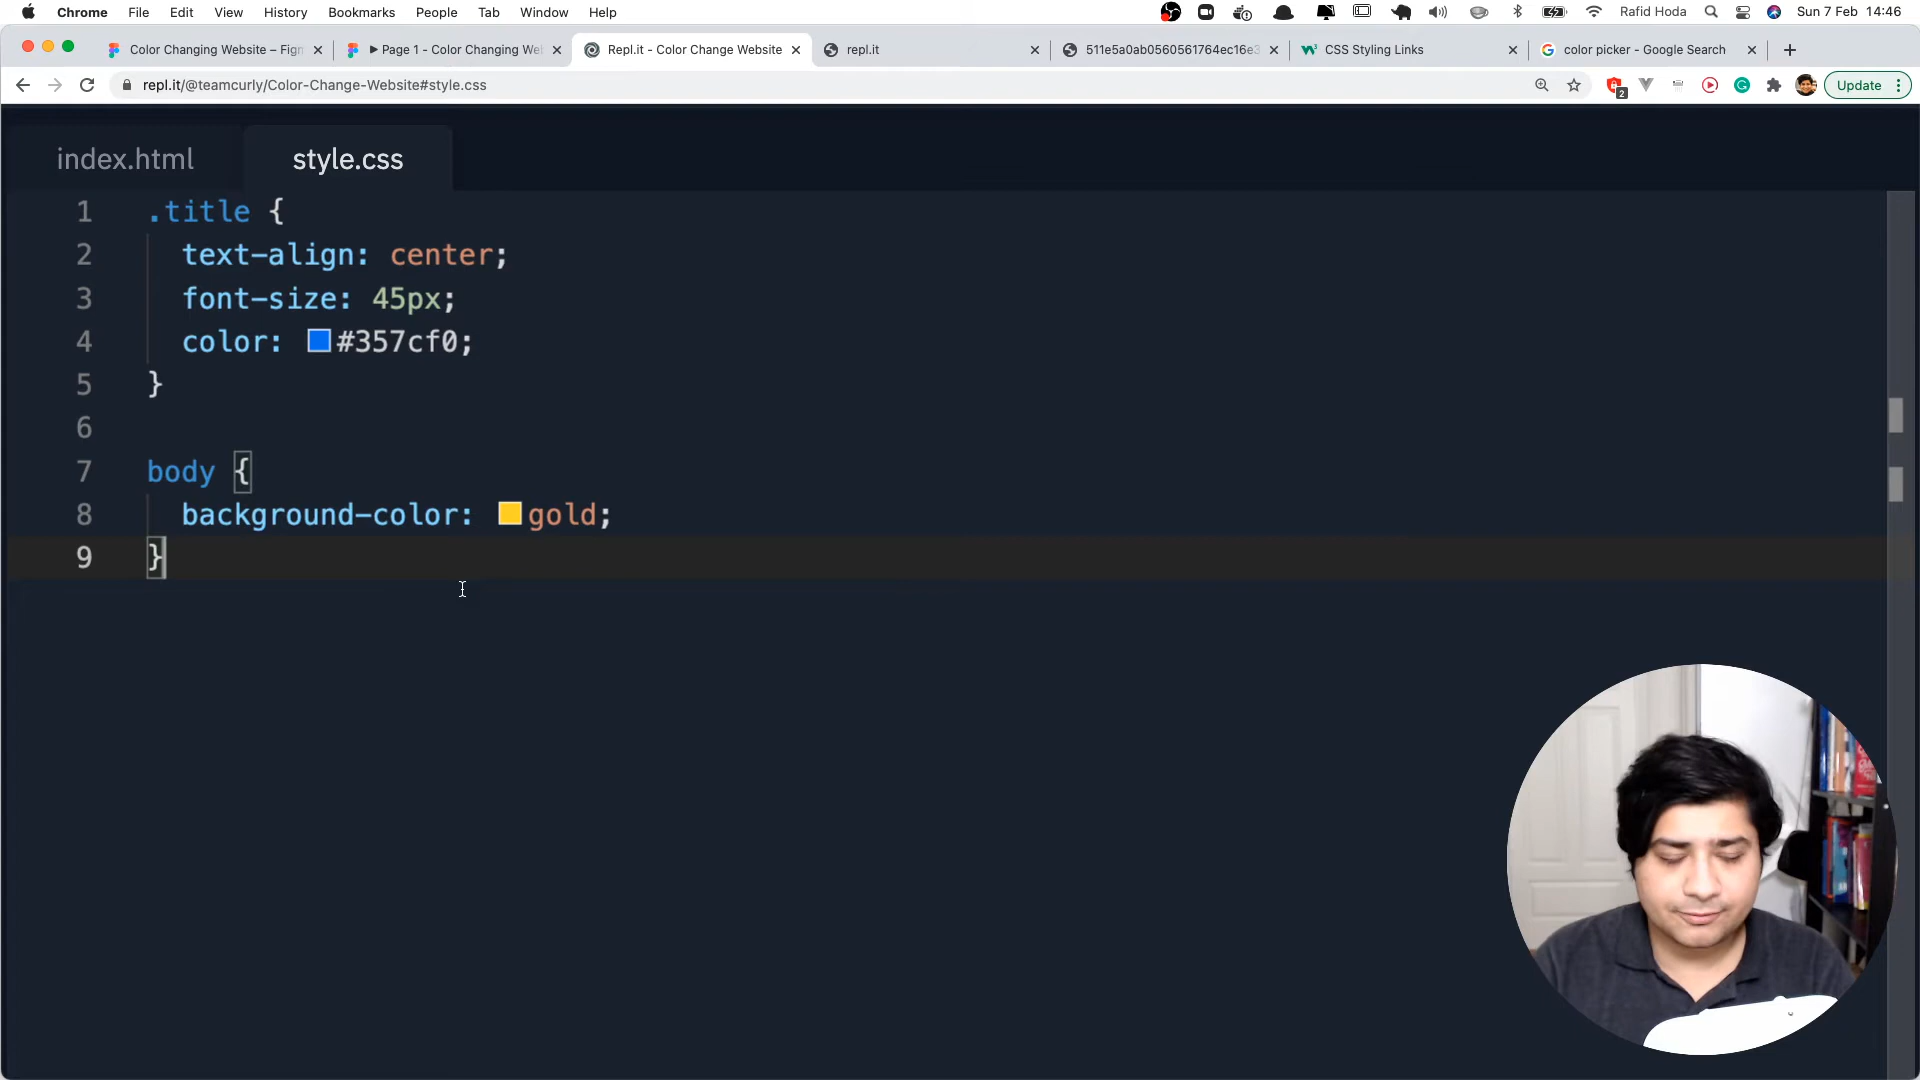 Chrome File Edit View History Bookmarks People Tab Window Help Rafid Hoda Sun 7 Feb 14:46
Color Changing Website – Figm Page 1 - Color Changing Web Repl.it - Color Change Website repl.it 511e5a0ab0560561764ec16e3 CSS Styling Links color picker - Google Search
repl.it/@teamcurly/Color-Change-Website#style.css 2 Update
index.html style.css
1 .title {
2 text-align: center;
3 font-size: 45px;
4 color: #357cf0;
5 }
6
7 body {
8 background-color: gold;
9 }